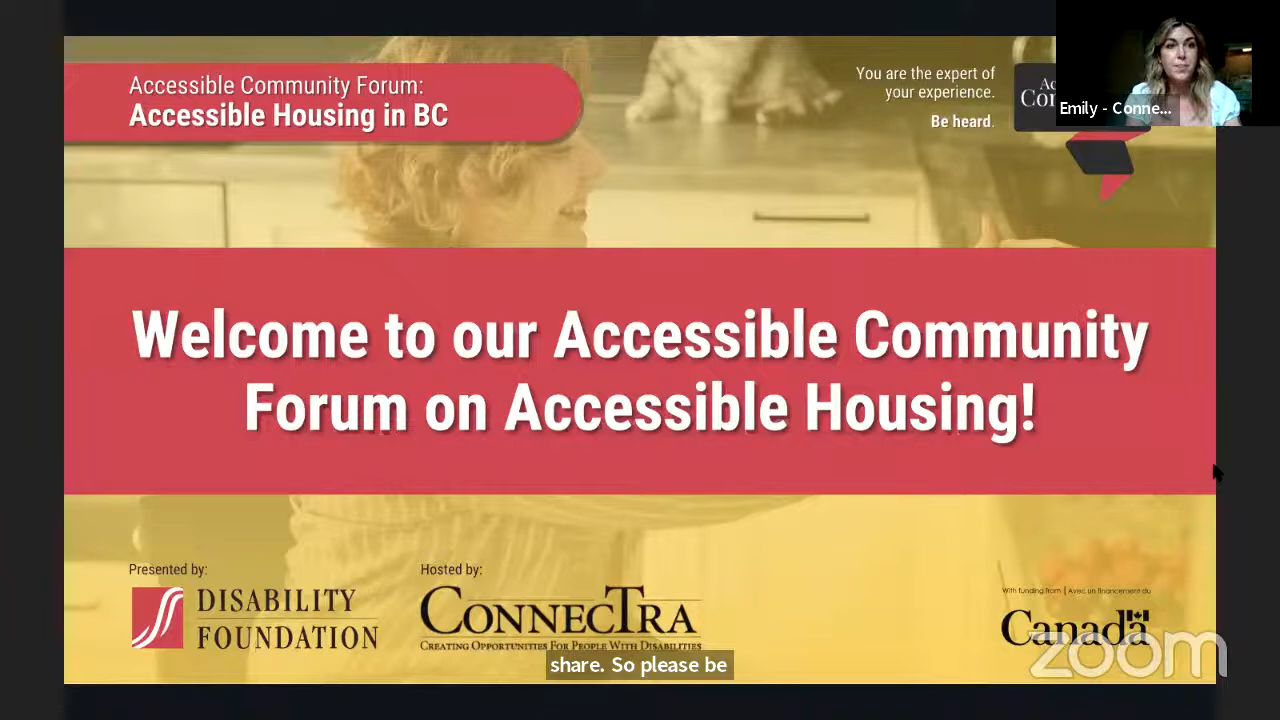 Accessible Community Forum:
Accessible Housing in BC
You are the expert of
your experience.
Be heard.
Emily - Conne...
Welcome to our Accessible Community
Forum on Accessible Housing!
Presented by:
DISABILITY
FOUNDATION
Hosted by:
CONNECTRA
CREATING OPPORTUNITIES FOR PEOPLE WITH DISABILITIES
With funding from | Avec un financement du
Canada
zoom
share. So please be